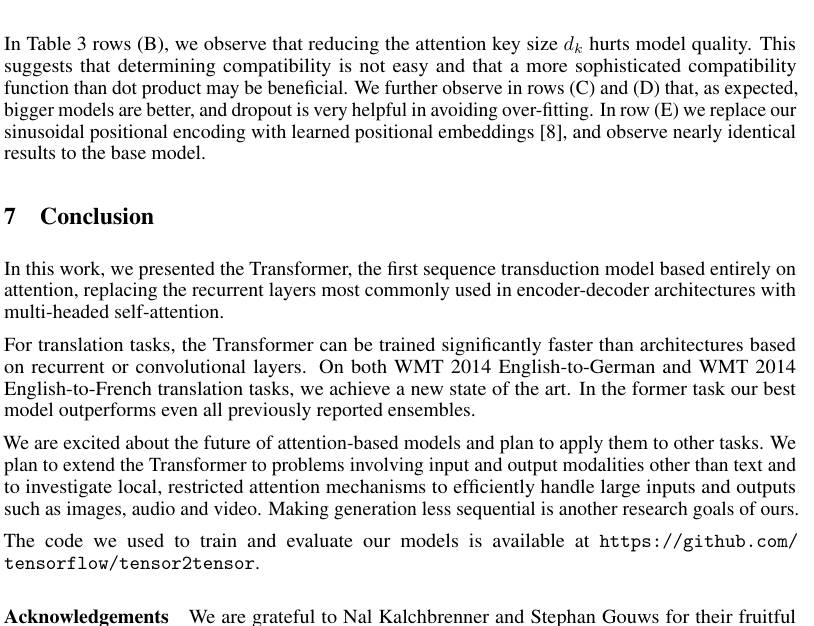 In Table 3 rows (B), we observe that reducing the attention key size dk hurts model quality. This
suggests that determining compatibility is not easy and that a more sophisticated compatibility
function than dot product may be beneficial. We further observe in rows (C) and (D) that, as expected,
bigger models are better, and dropout is very helpful in avoiding over-fitting. In row (E) we replace our
sinusoidal positional encoding with learned positional embeddings [8], and observe nearly identical
results to the base model.
7 Conclusion
In this work, we presented the Transformer, the first sequence transduction model based entirely on
attention, replacing the recurrent layers most commonly used in encoder-decoder architectures with
multi-headed self-attention.
For translation tasks, the Transformer can be trained significantly faster than architectures based
on recurrent or convolutional layers. On both WMT 2014 English-to-German and WMT 2014
English-to-French translation tasks, we achieve a new state of the art. In the former task our best
model outperforms even all previously reported ensembles.
We are excited about the future of attention-based models and plan to apply them to other tasks. We
plan to extend the Transformer to problems involving input and output modalities other than text and
to investigate local, restricted attention mechanisms to efficiently handle large inputs and outputs
such as images, audio and video. Making generation less sequential is another research goals of ours.
The code we used to train and evaluate our models is available at https://github.com/
tensorflow/tensor2tensor.
Acknowledgements We are grateful to Nal Kalchbrenner and Stephan Gouws for their fruitful